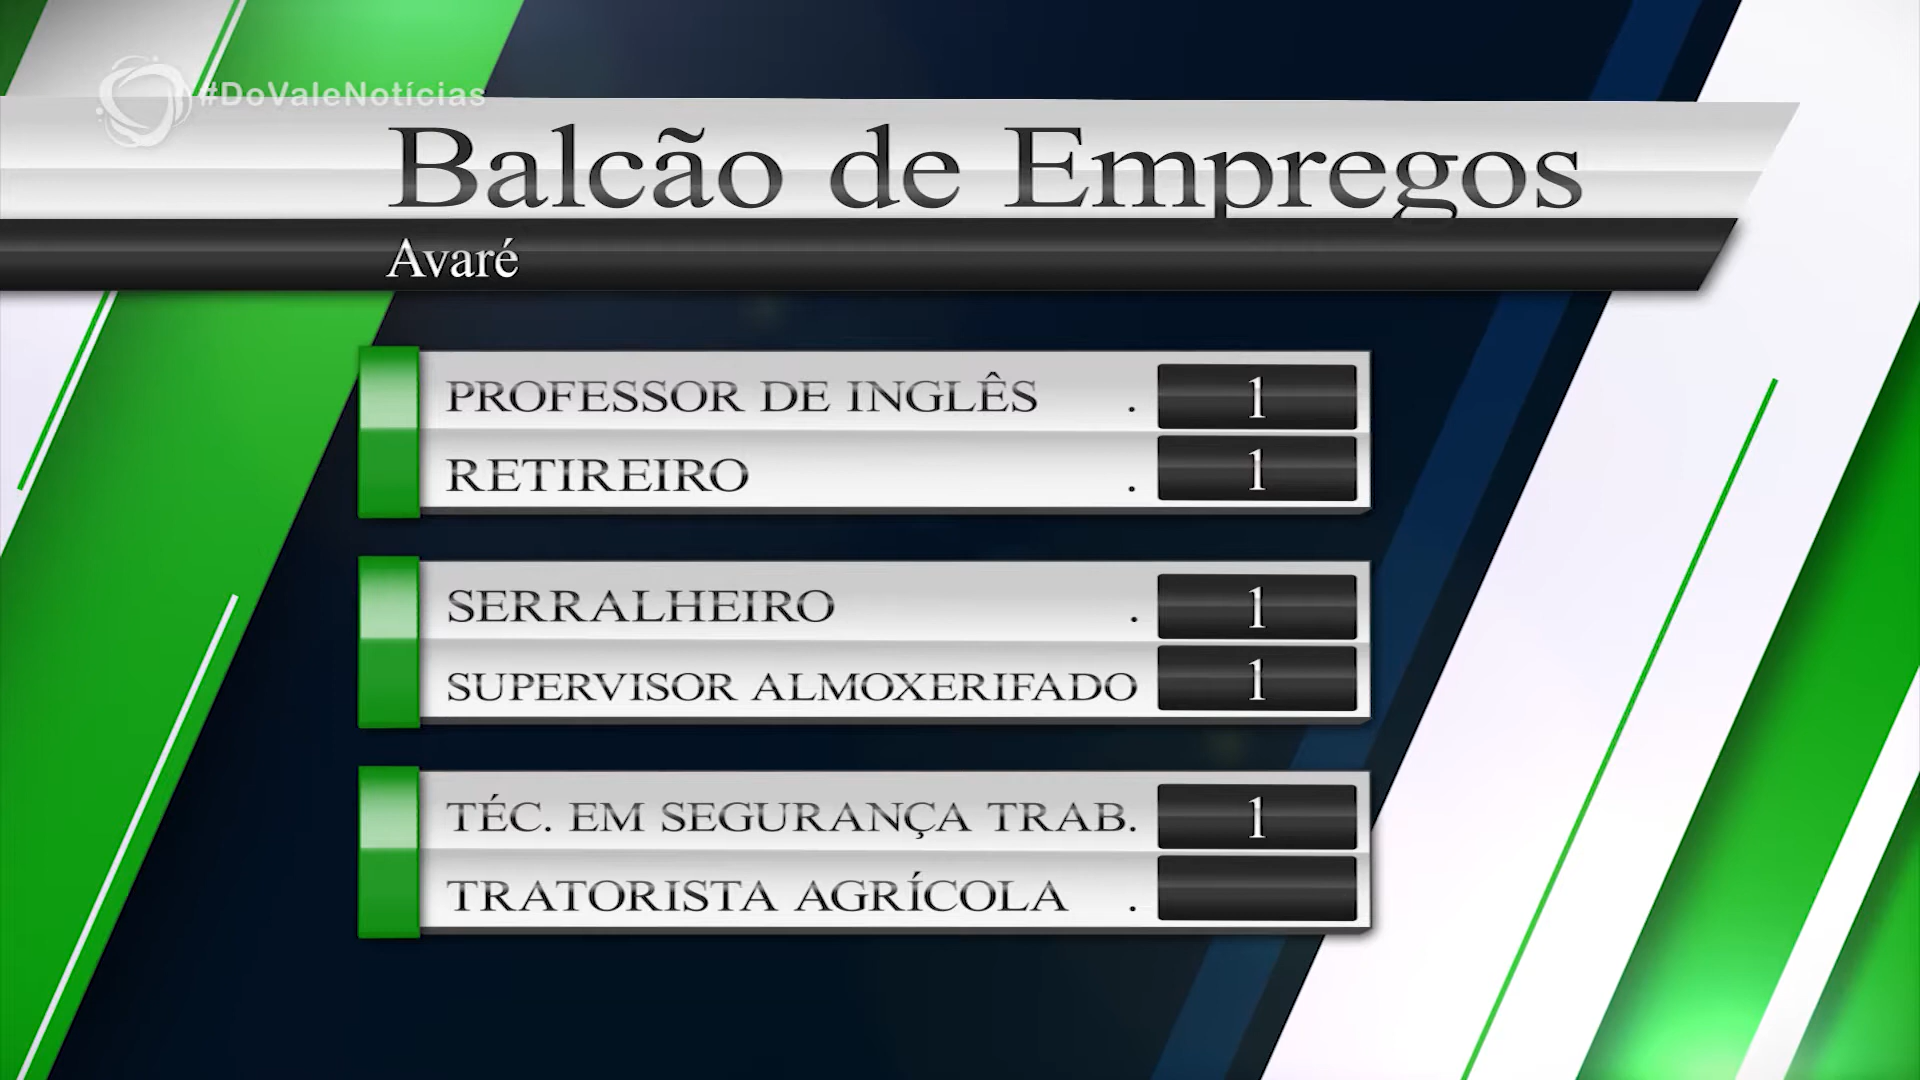 #DoValeNotícias
Balcão de Empregos
Avaré
PROFESSOR DE INGLÊS . 1
RETIREIRO . 1
SERRALHEIRO . 1
SUPERVISOR ALMOXERIFADO 1
TÉC. EM SEGURANÇA TRAB. 1
TRATORISTA AGRÍCOLA .